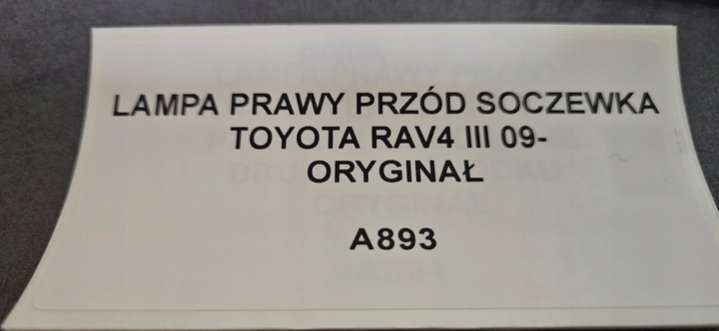 LAMPA PRAWY PRZÓD SOCZEWKA
TOYOTA RAV4 III 09-
ORYGINAŁ
A893